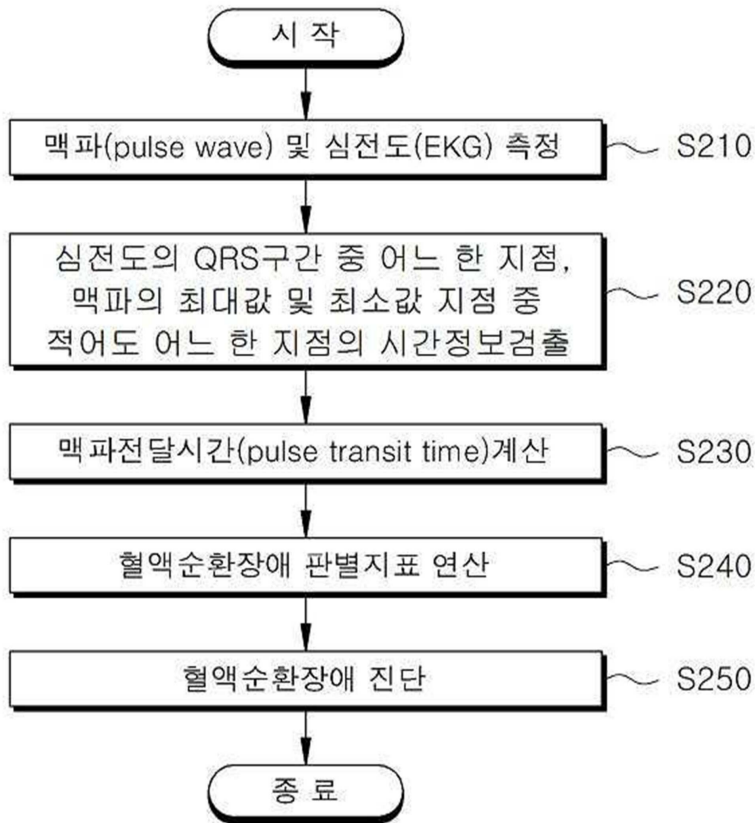 시 작
맥파(pulse wave) 및 심전도(EKG) 측정
S210
심전도의 QRS구간 중 어느 한 지점,
맥파의 최대값 및 최소값 지점 중
적어도 어느 한 지점의 시간정보검출
S220
맥파전달시간(pulse transit time)계산
S230
혈액순환장애 판별지표 연산
S240
혈액순환장애 진단
S250
종 료